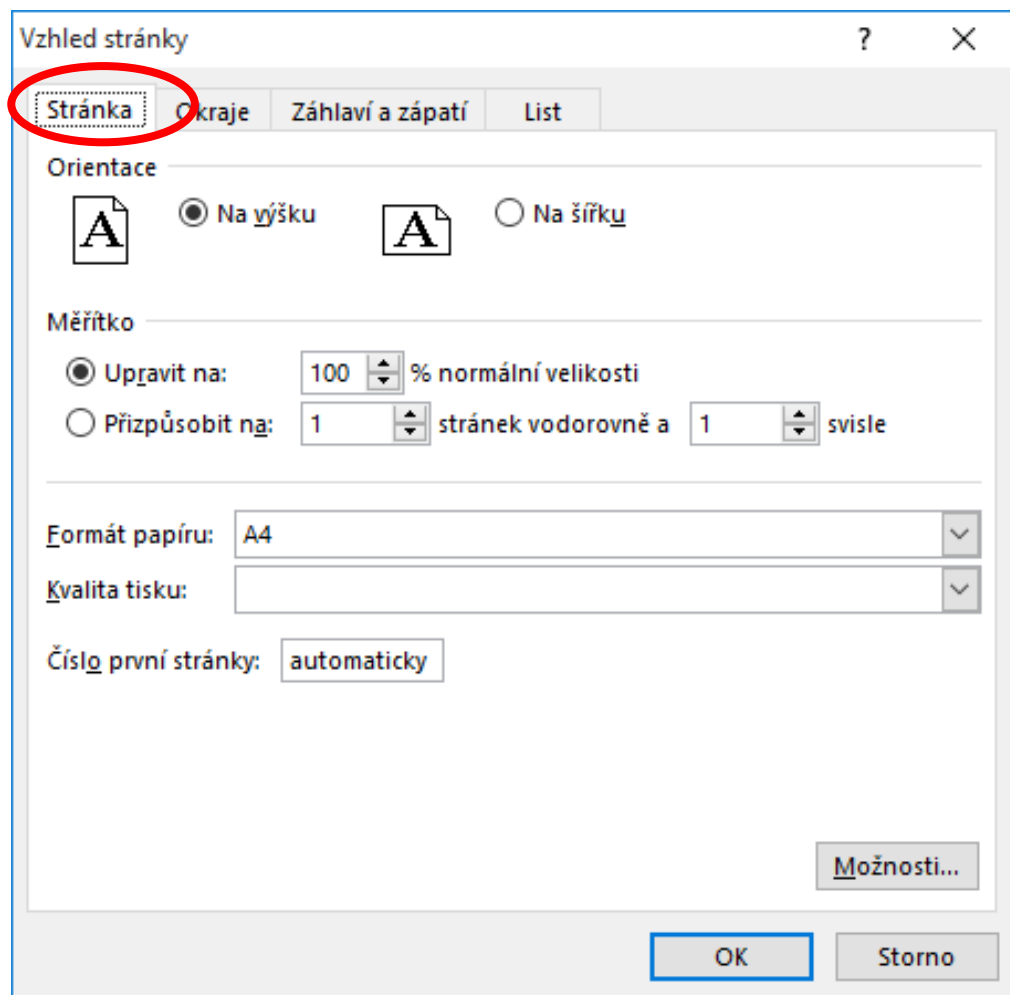 Vzhled stránky ?
Stránka Okraje Záhlaví a zápatí List
Orientace
A Na výšku A Na šířku
Měřítko
Upravit na: 100 % normální velikosti
Přizpůsobit na: 1 stránek vodorovně a 1 svisle
Formát papíru: A4
Kvalita tisku:
Číslo první stránky: automaticky
Možnosti...
OK Storno